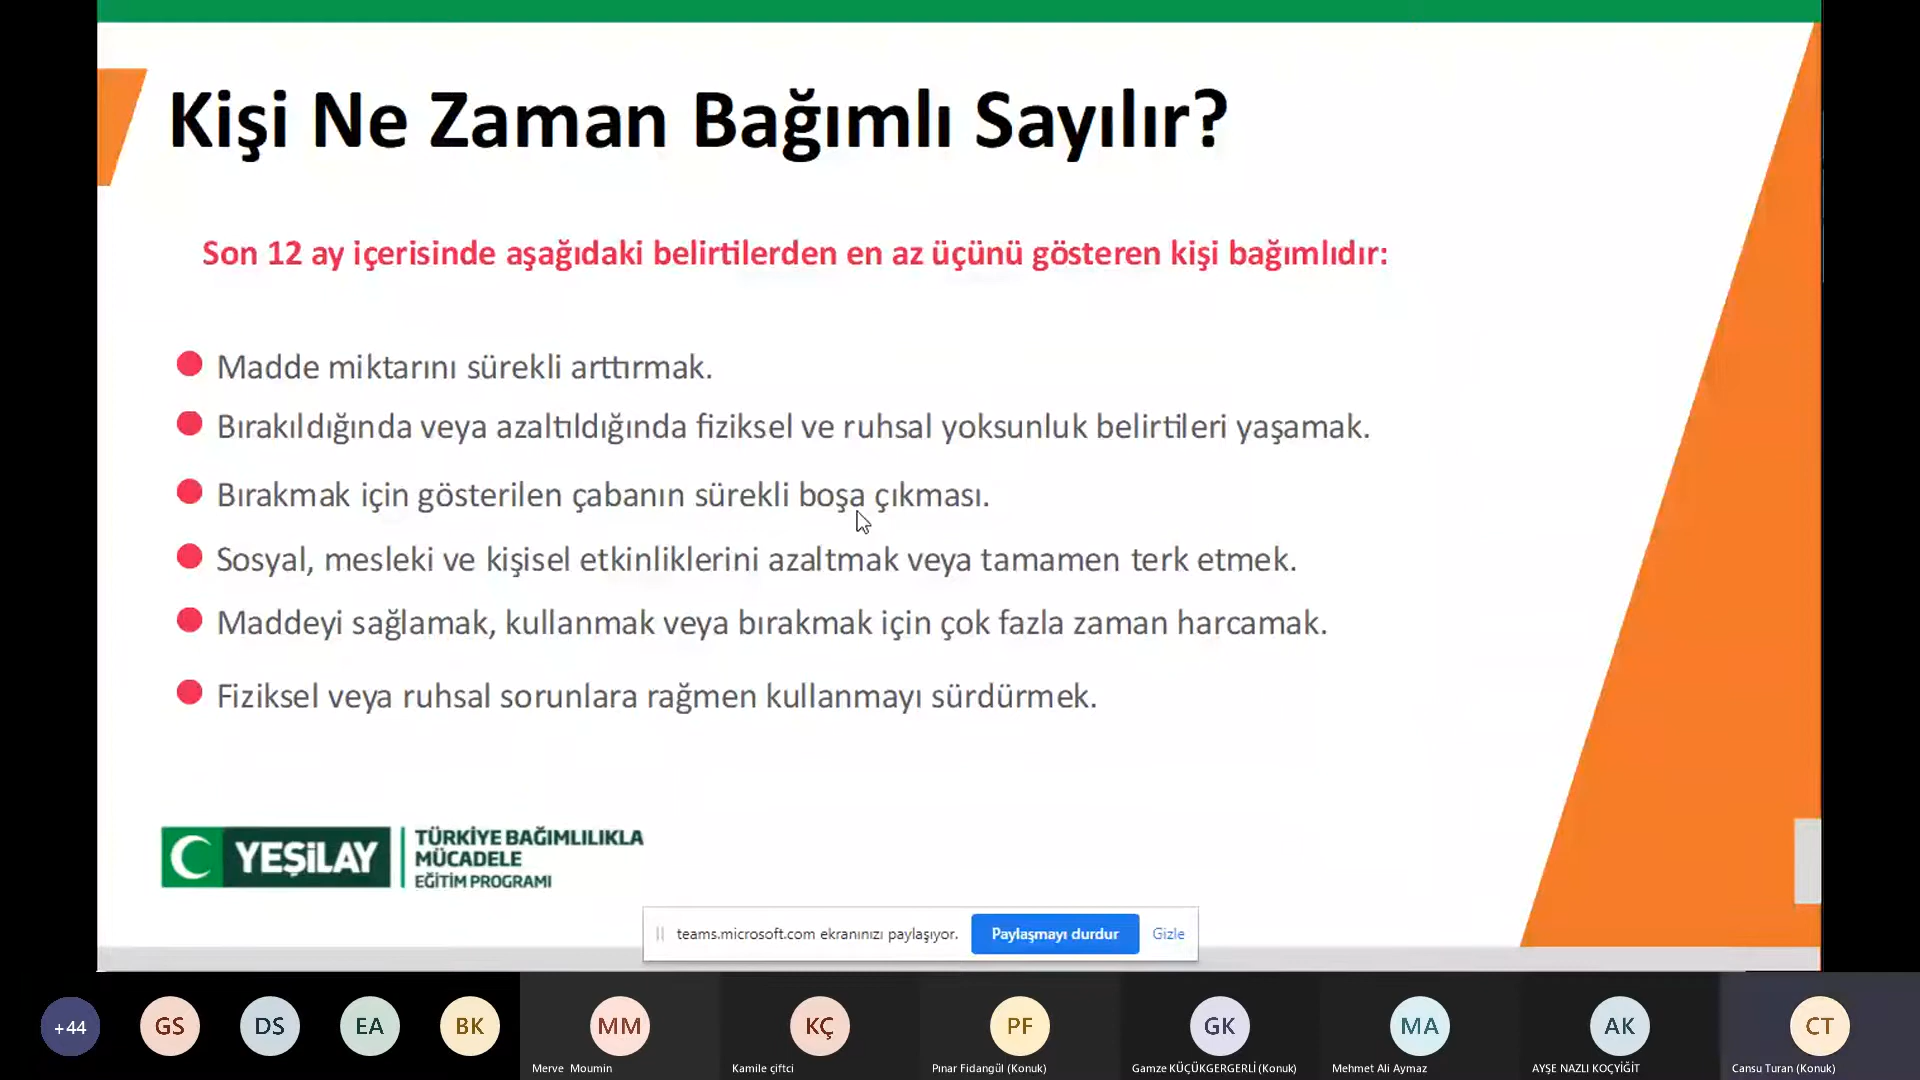 Kişi Ne Zaman Bağımlı Sayılır?
Son 12 ay içerisinde aşağıdaki belirtilerden en az üçünü gösteren kişi bağımlıdır:
Madde miktarını sürekli arttırmak.
Bırakıldığında veya azaltıldığında fiziksel ve ruhsal yoksunluk belirtileri yaşamak.
Bırakmak için gösterilen çabanın sürekli boşa çıkması.
Sosyal, mesleki ve kişisel etkinliklerini azaltmak veya tamamen terk etmek.
Maddeyi sağlamak, kullanmak veya bırakmak için çok fazla zaman harcamak.
Fiziksel veya ruhsal sorunlara rağmen kullanmayı sürdürmek.
YEŞİLAY
TÜRKİYE BAĞIMLILIKLA
MÜCADELE
EĞİTİM PROGRAMI
teams.microsoft.com ekranınızı paylaşıyor. Paylaşmayı durdur Gizle
+44 GS DS EA BK MM KÇ PF GK MA AK CT
Merve Moumin Kamile çiftci Pınar Fidangül (Konuk) Gamze KÜÇÜKGERGERLİ (Konuk) Mehmet Ali Aymaz AYŞE NAZLI KOÇYİĞİT Cansu Turan (Konuk)